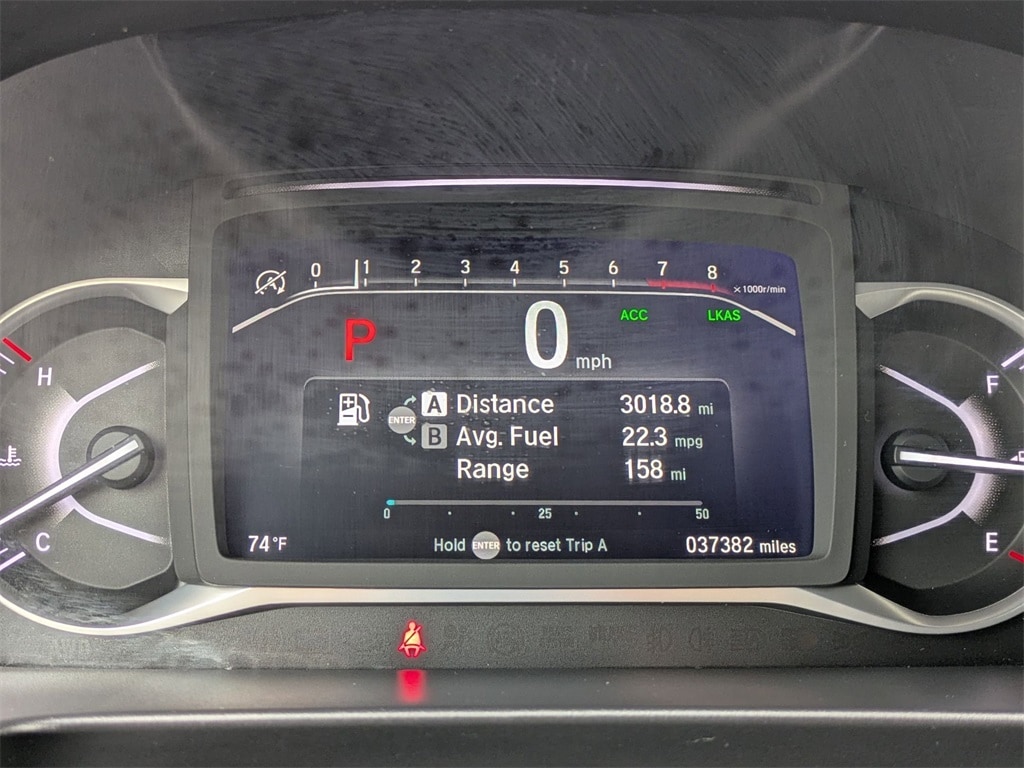 0 1 2 3 4 5 6 7 8 x1000r/min
P 0 mph ACC LKAS
H
F
A Distance 3018.8 mi
ENTER
B Avg. Fuel 22.3 mpg
Range 158 mi
0 25 50
C
E
74°F Hold ENTER to reset Trip A 037382 miles